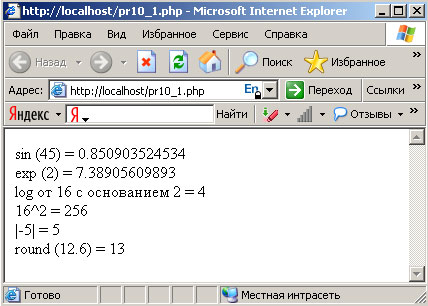 http://localhost/pr10_1.php - Microsoft Internet Explorer
Файл Правка Вид Избранное Сервис Справка »
Назад Поиск Избранное »
Адрес: http://localhost/pr10_1.php En Переход Ссылки »
Яндекс Я Найти Отзывы »
sin (45) = 0.850903524534
exp (2) = 7.38905609893
log от 16 с основанием 2 = 4
16^2 = 256
|-5| = 5
round (12.6) = 13
Готово Местная интрасеть